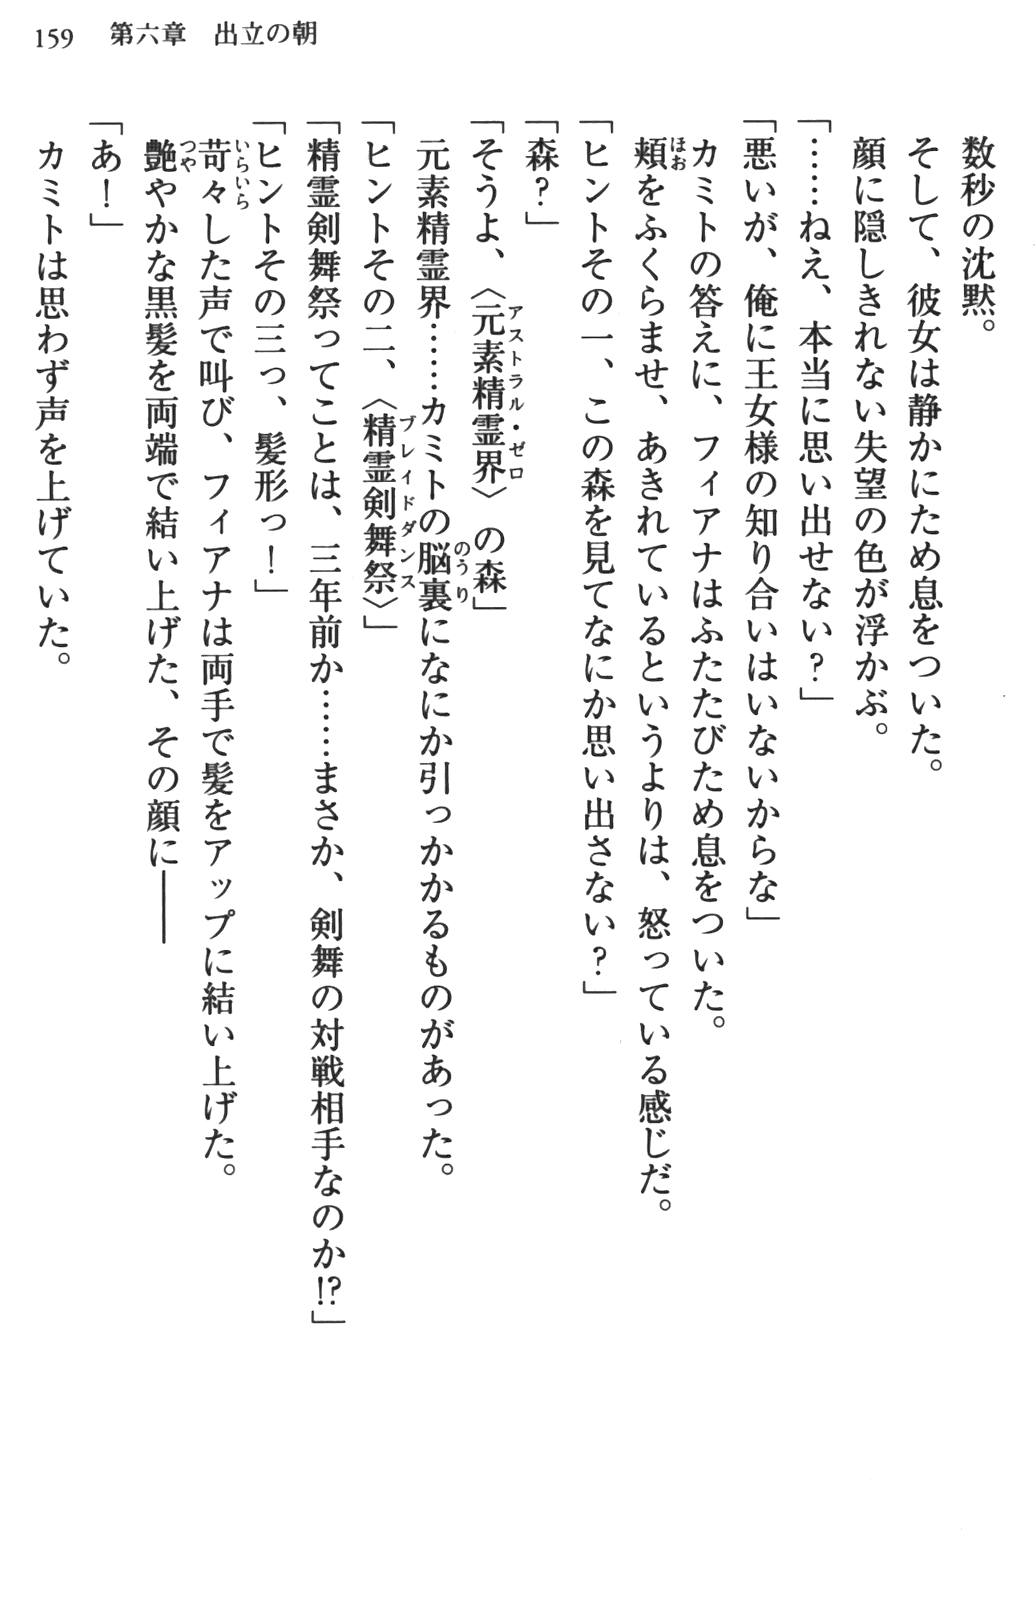 159　第六章　出立の朝
数秒の沈黙。
そして、彼女は静かにため息をついた。
顔に隠しきれない失望の色が浮かぶ。
「……ねえ、本当に思い出せない？」
「悪いが、俺に王女様の知り合いはいないからな」
カミトの答えに、フィアナはふたたびため息をついた。
頬をふくらませ、あきれているというよりは、怒っている感じだ。
「ヒントその一、この森を見てなにか思い出さない？」
「森？」
「そうよ、〈元素精霊界〉の森」
元素精霊界……カミトの脳裏になにか引っかかるものがあった。
「ヒントその二、〈精霊剣舞祭〉」
「精霊剣舞祭ってことは、三年前か……まさか、剣舞の対戦相手なのか!?」
「ヒントその三っ、髪形っ！」
苛々した声で叫び、フィアナは両手で髪をアップに結い上げた。
艶やかな黒髪を両端で結い上げた、その顔に――
「あ！」
カミトは思わず声を上げていた。
ほお
アストラル・ゼロ
のうり
ブレイドダンス
いらいら
つや